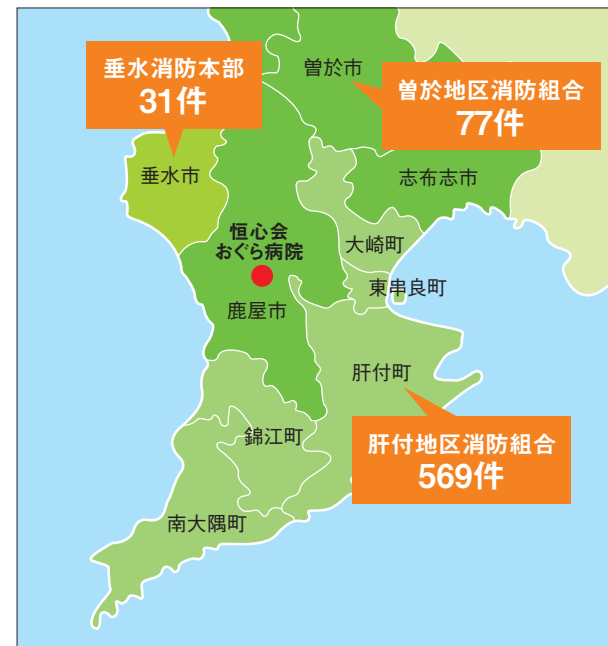 垂水消防本部
31件
曽於市
曽於地区消防組合
77件
垂水市
志布志市
恒心会
おぐら病院
大崎町
東串良町
鹿屋市
肝付町
錦江町
肝付地区消防組合
569件
南大隅町